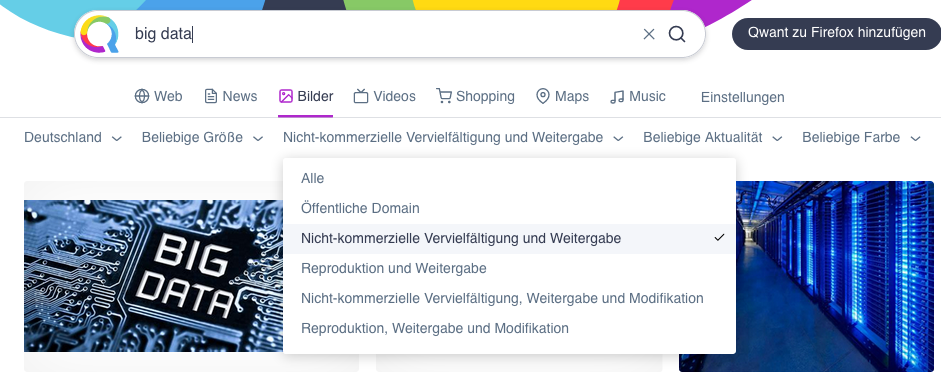 big data
Qwant zu Firefox hinzufügen
Web News Bilder Videos Shopping Maps Music Einstellungen
Deutschland Beliebige Größe Nicht-kommerzielle Vervielfältigung und Weitergabe Beliebige Aktualität Beliebige Farbe
Alle
Öffentliche Domain
Nicht-kommerzielle Vervielfältigung und Weitergabe
Reproduktion und Weitergabe
Nicht-kommerzielle Vervielfältigung, Weitergabe und Modifikation
Reproduktion, Weitergabe und Modifikation
BIG
DATA